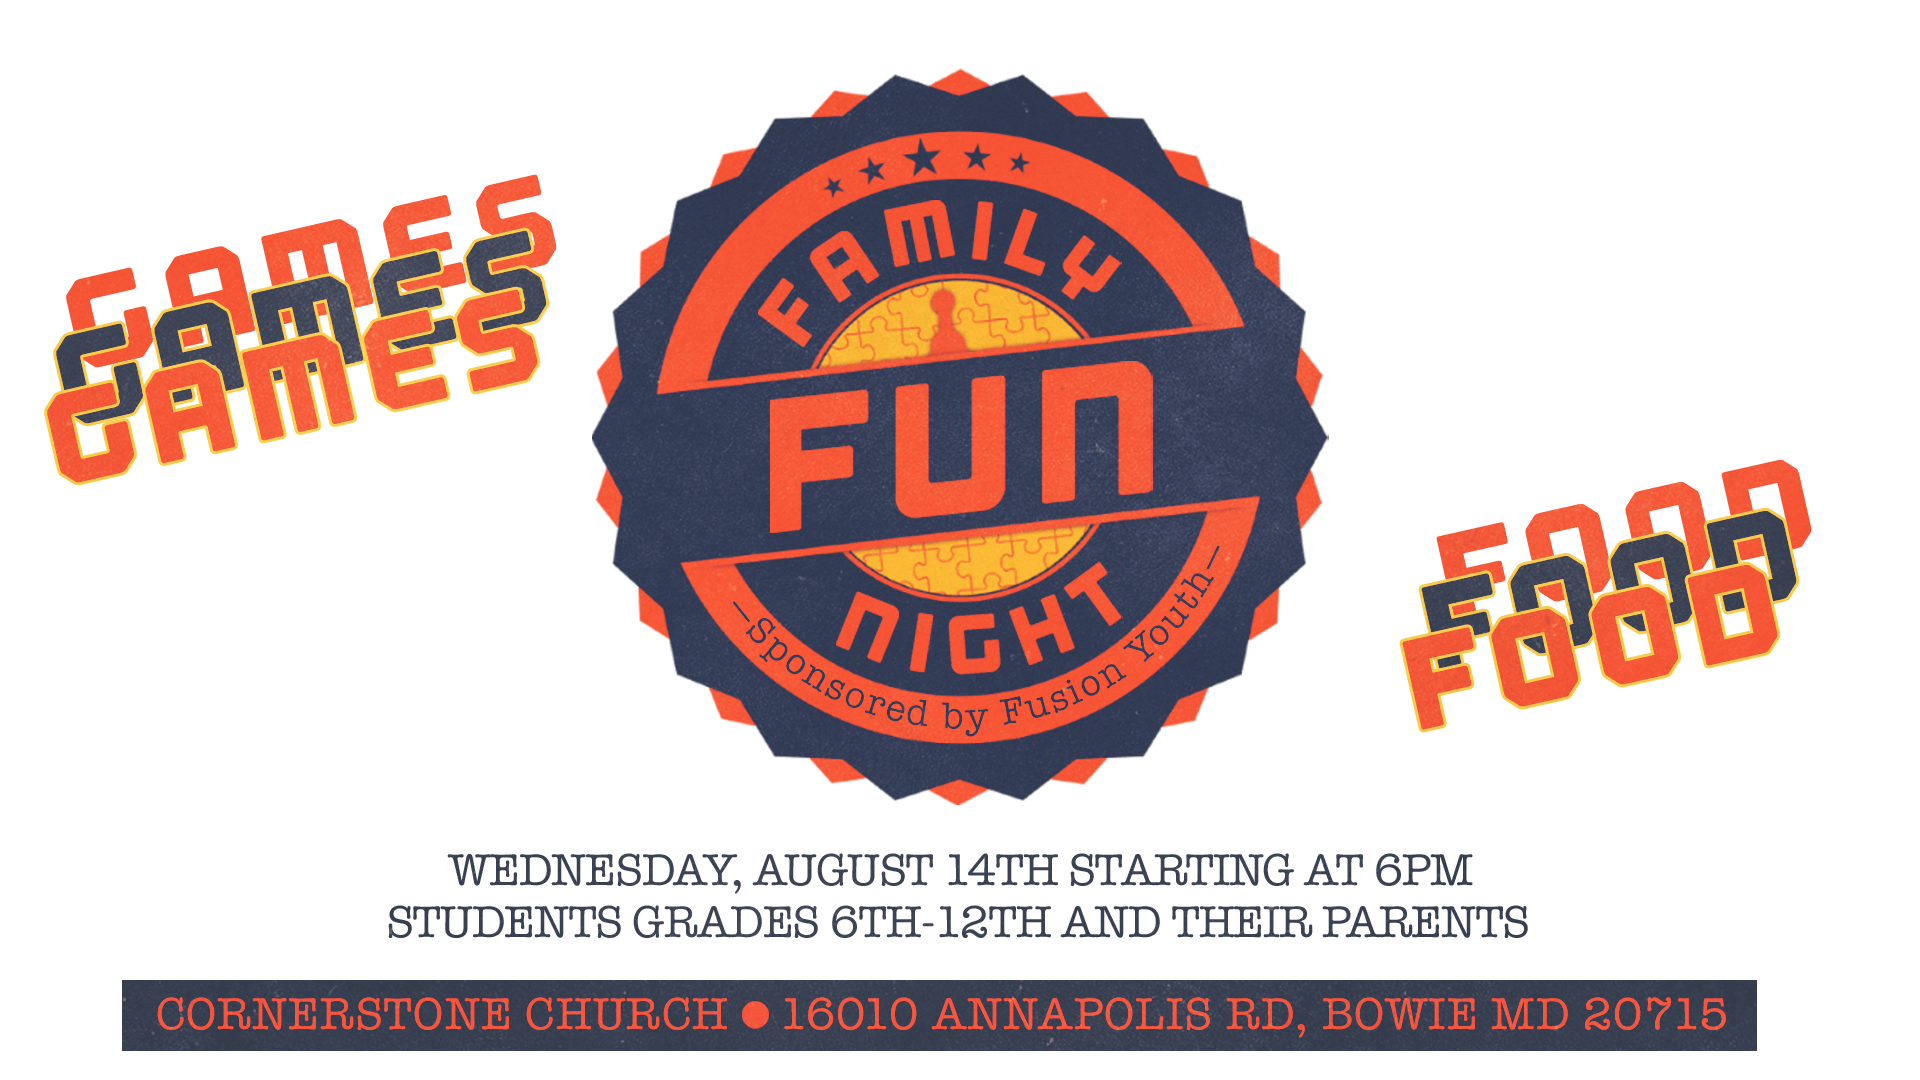 GAMES
GAMES
GAMES
FAMILY
FUN
NIGHT
—Sponsored by Fusion Youth—
FOOD
FOOD
FOOD
WEDNESDAY, AUGUST 14TH STARTING AT 6PM
STUDENTS GRADES 6TH-12TH AND THEIR PARENTS
CORNERSTONE CHURCH ● 16010 ANNAPOLIS RD, BOWIE MD 20715